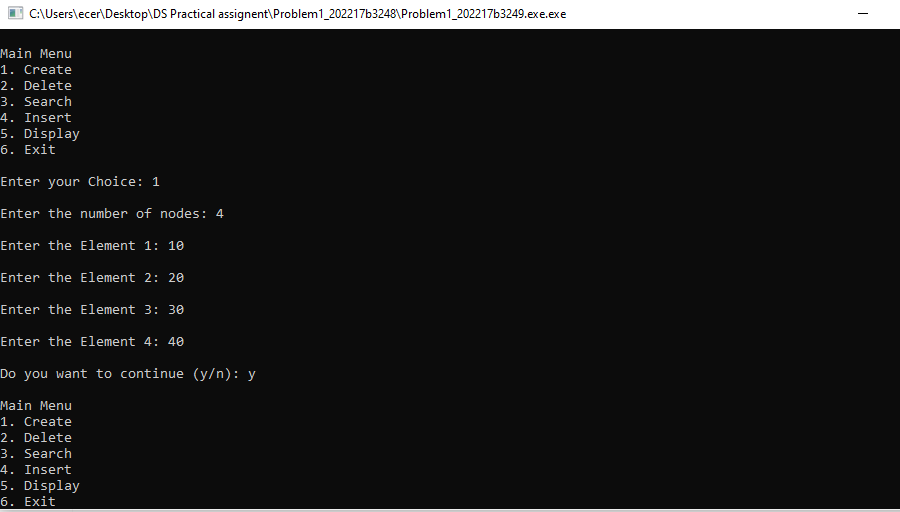 C:\Users\ecer\Desktop\DS Practical assignent\Problem1_202217b3248\Problem1_202217b3249.exe.exe
Main Menu
1. Create
2. Delete
3. Search
4. Insert
5. Display
6. Exit
Enter your Choice: 1
Enter the number of nodes: 4
Enter the Element 1: 10
Enter the Element 2: 20
Enter the Element 3: 30
Enter the Element 4: 40
Do you want to continue (y/n): y
Main Menu
1. Create
2. Delete
3. Search
4. Insert
5. Display
6. Exit